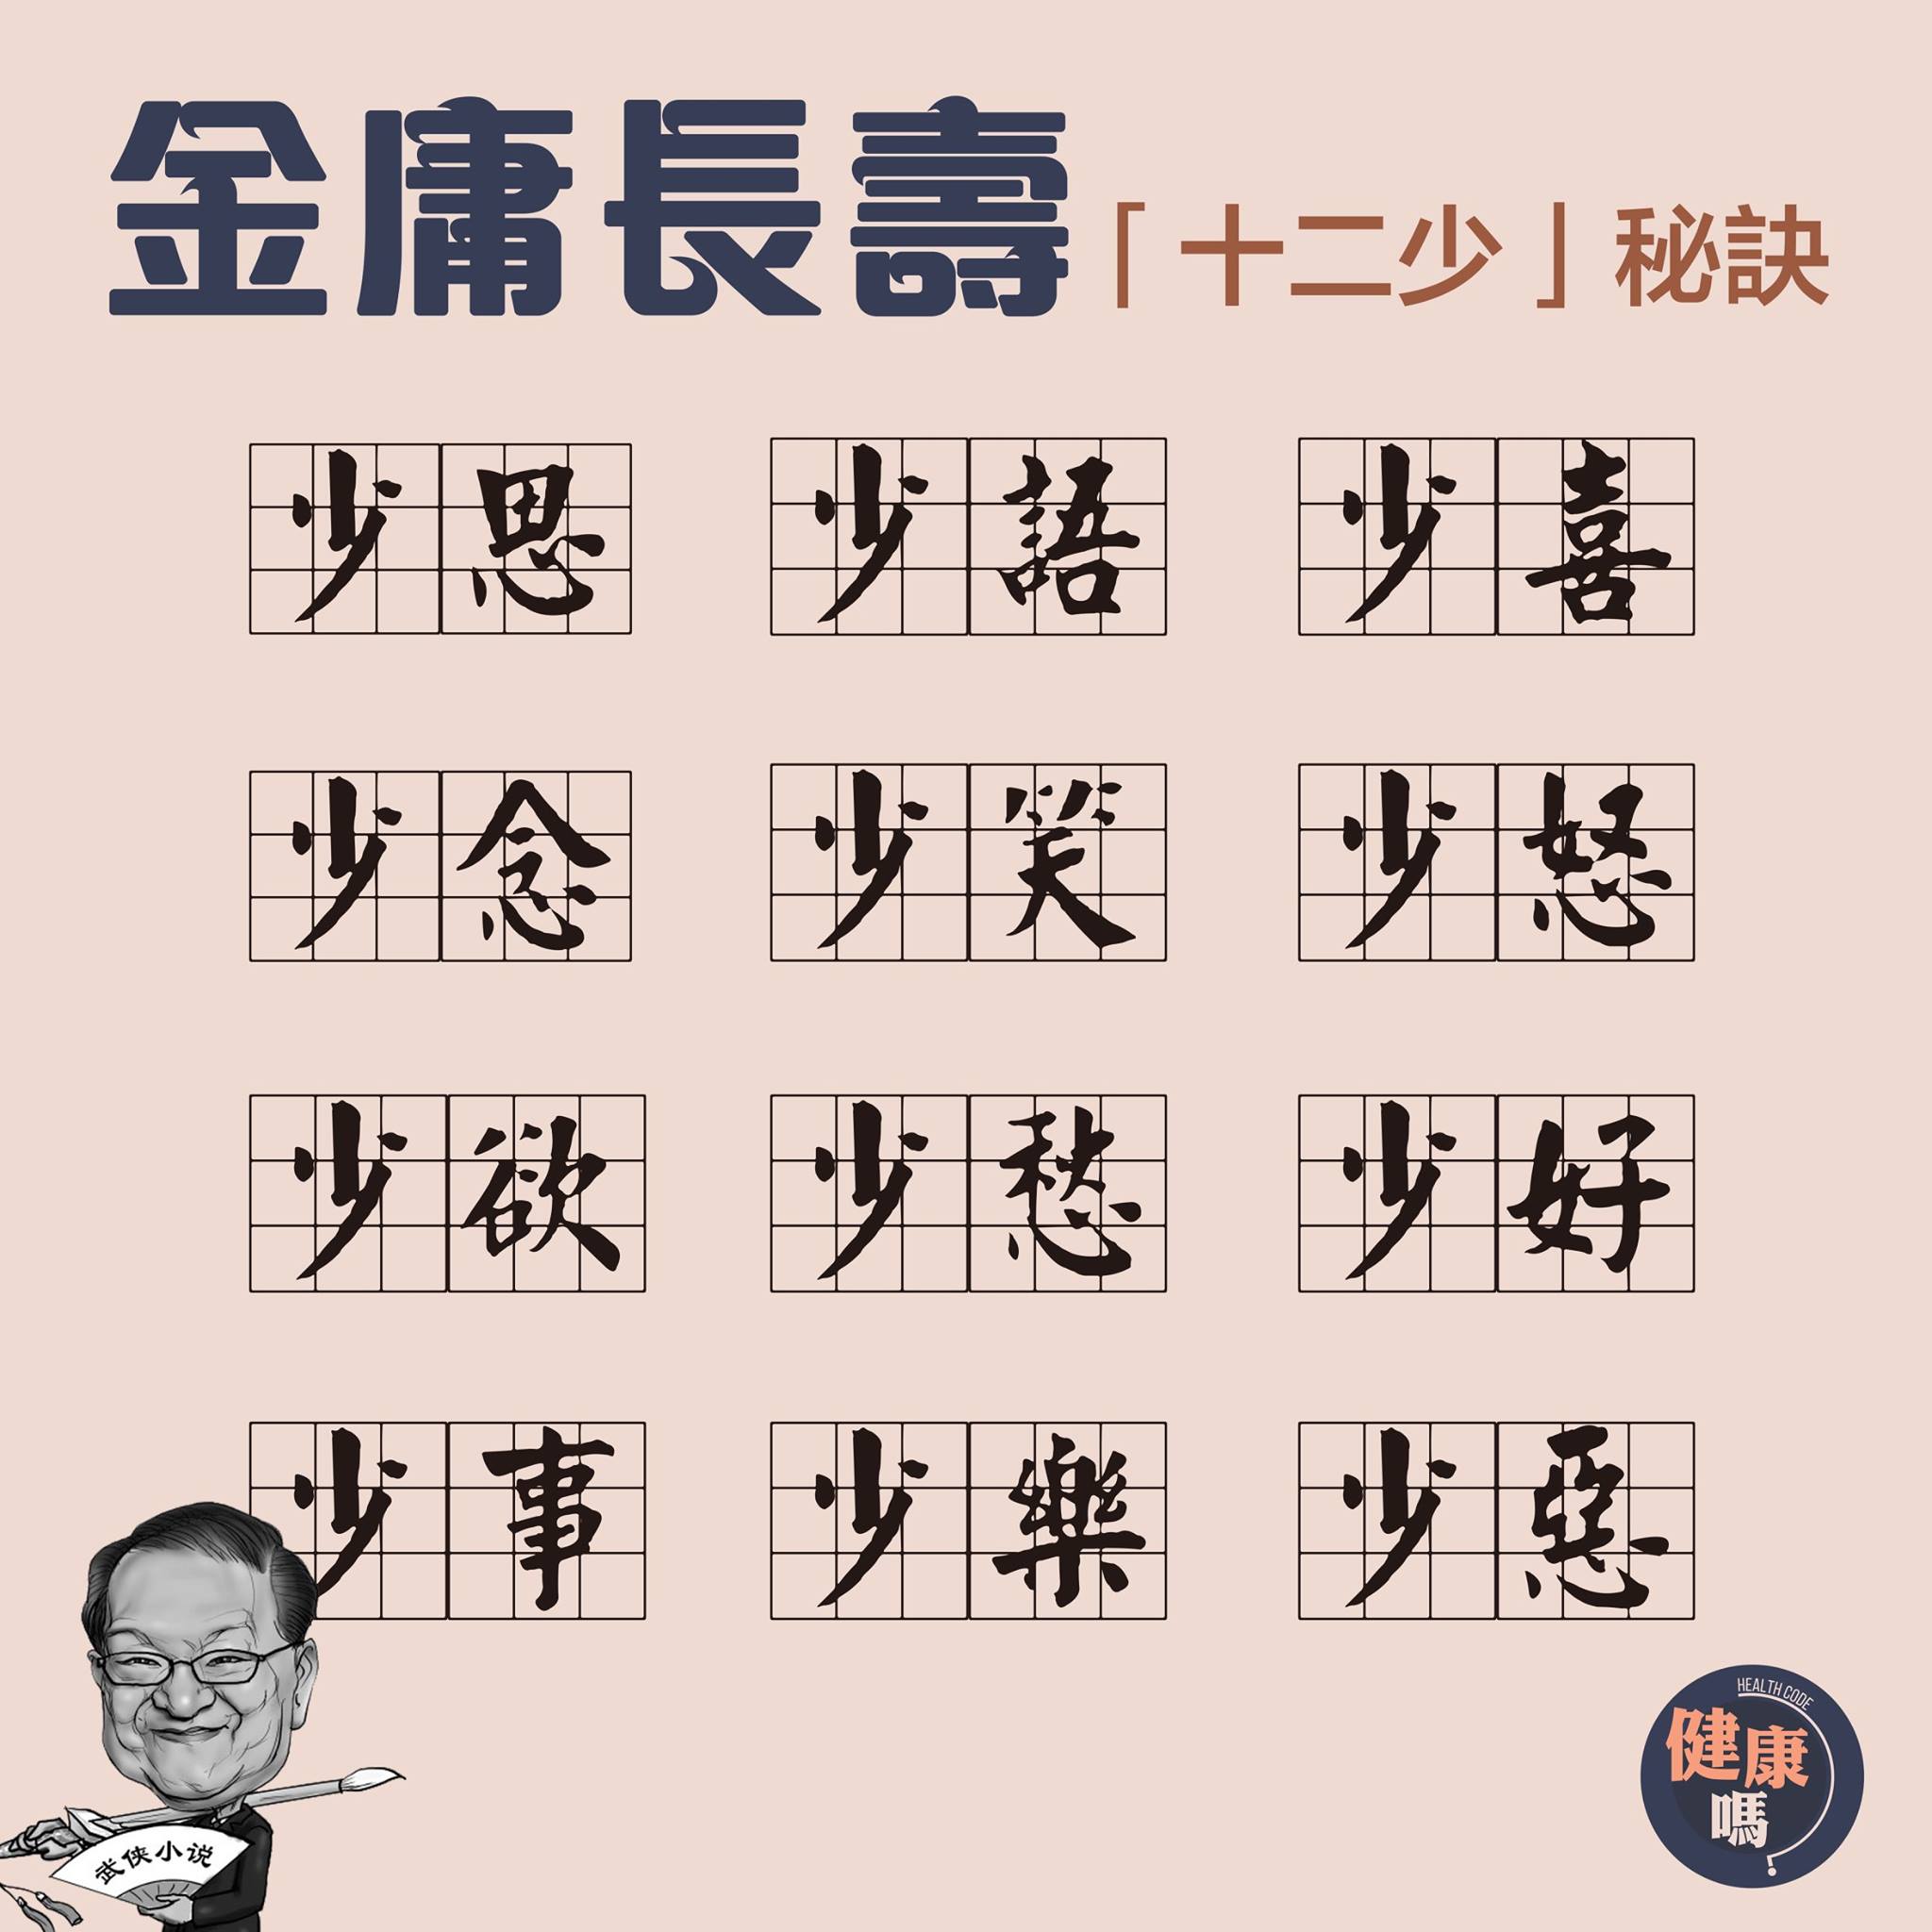 金庸長壽「十二少」秘訣
少思 少語 少喜
少念 少笑 少怒
少欲 少愁 少好
少事 少樂 少惡
武侠小说
HEALTH CODE
健康
嗎?